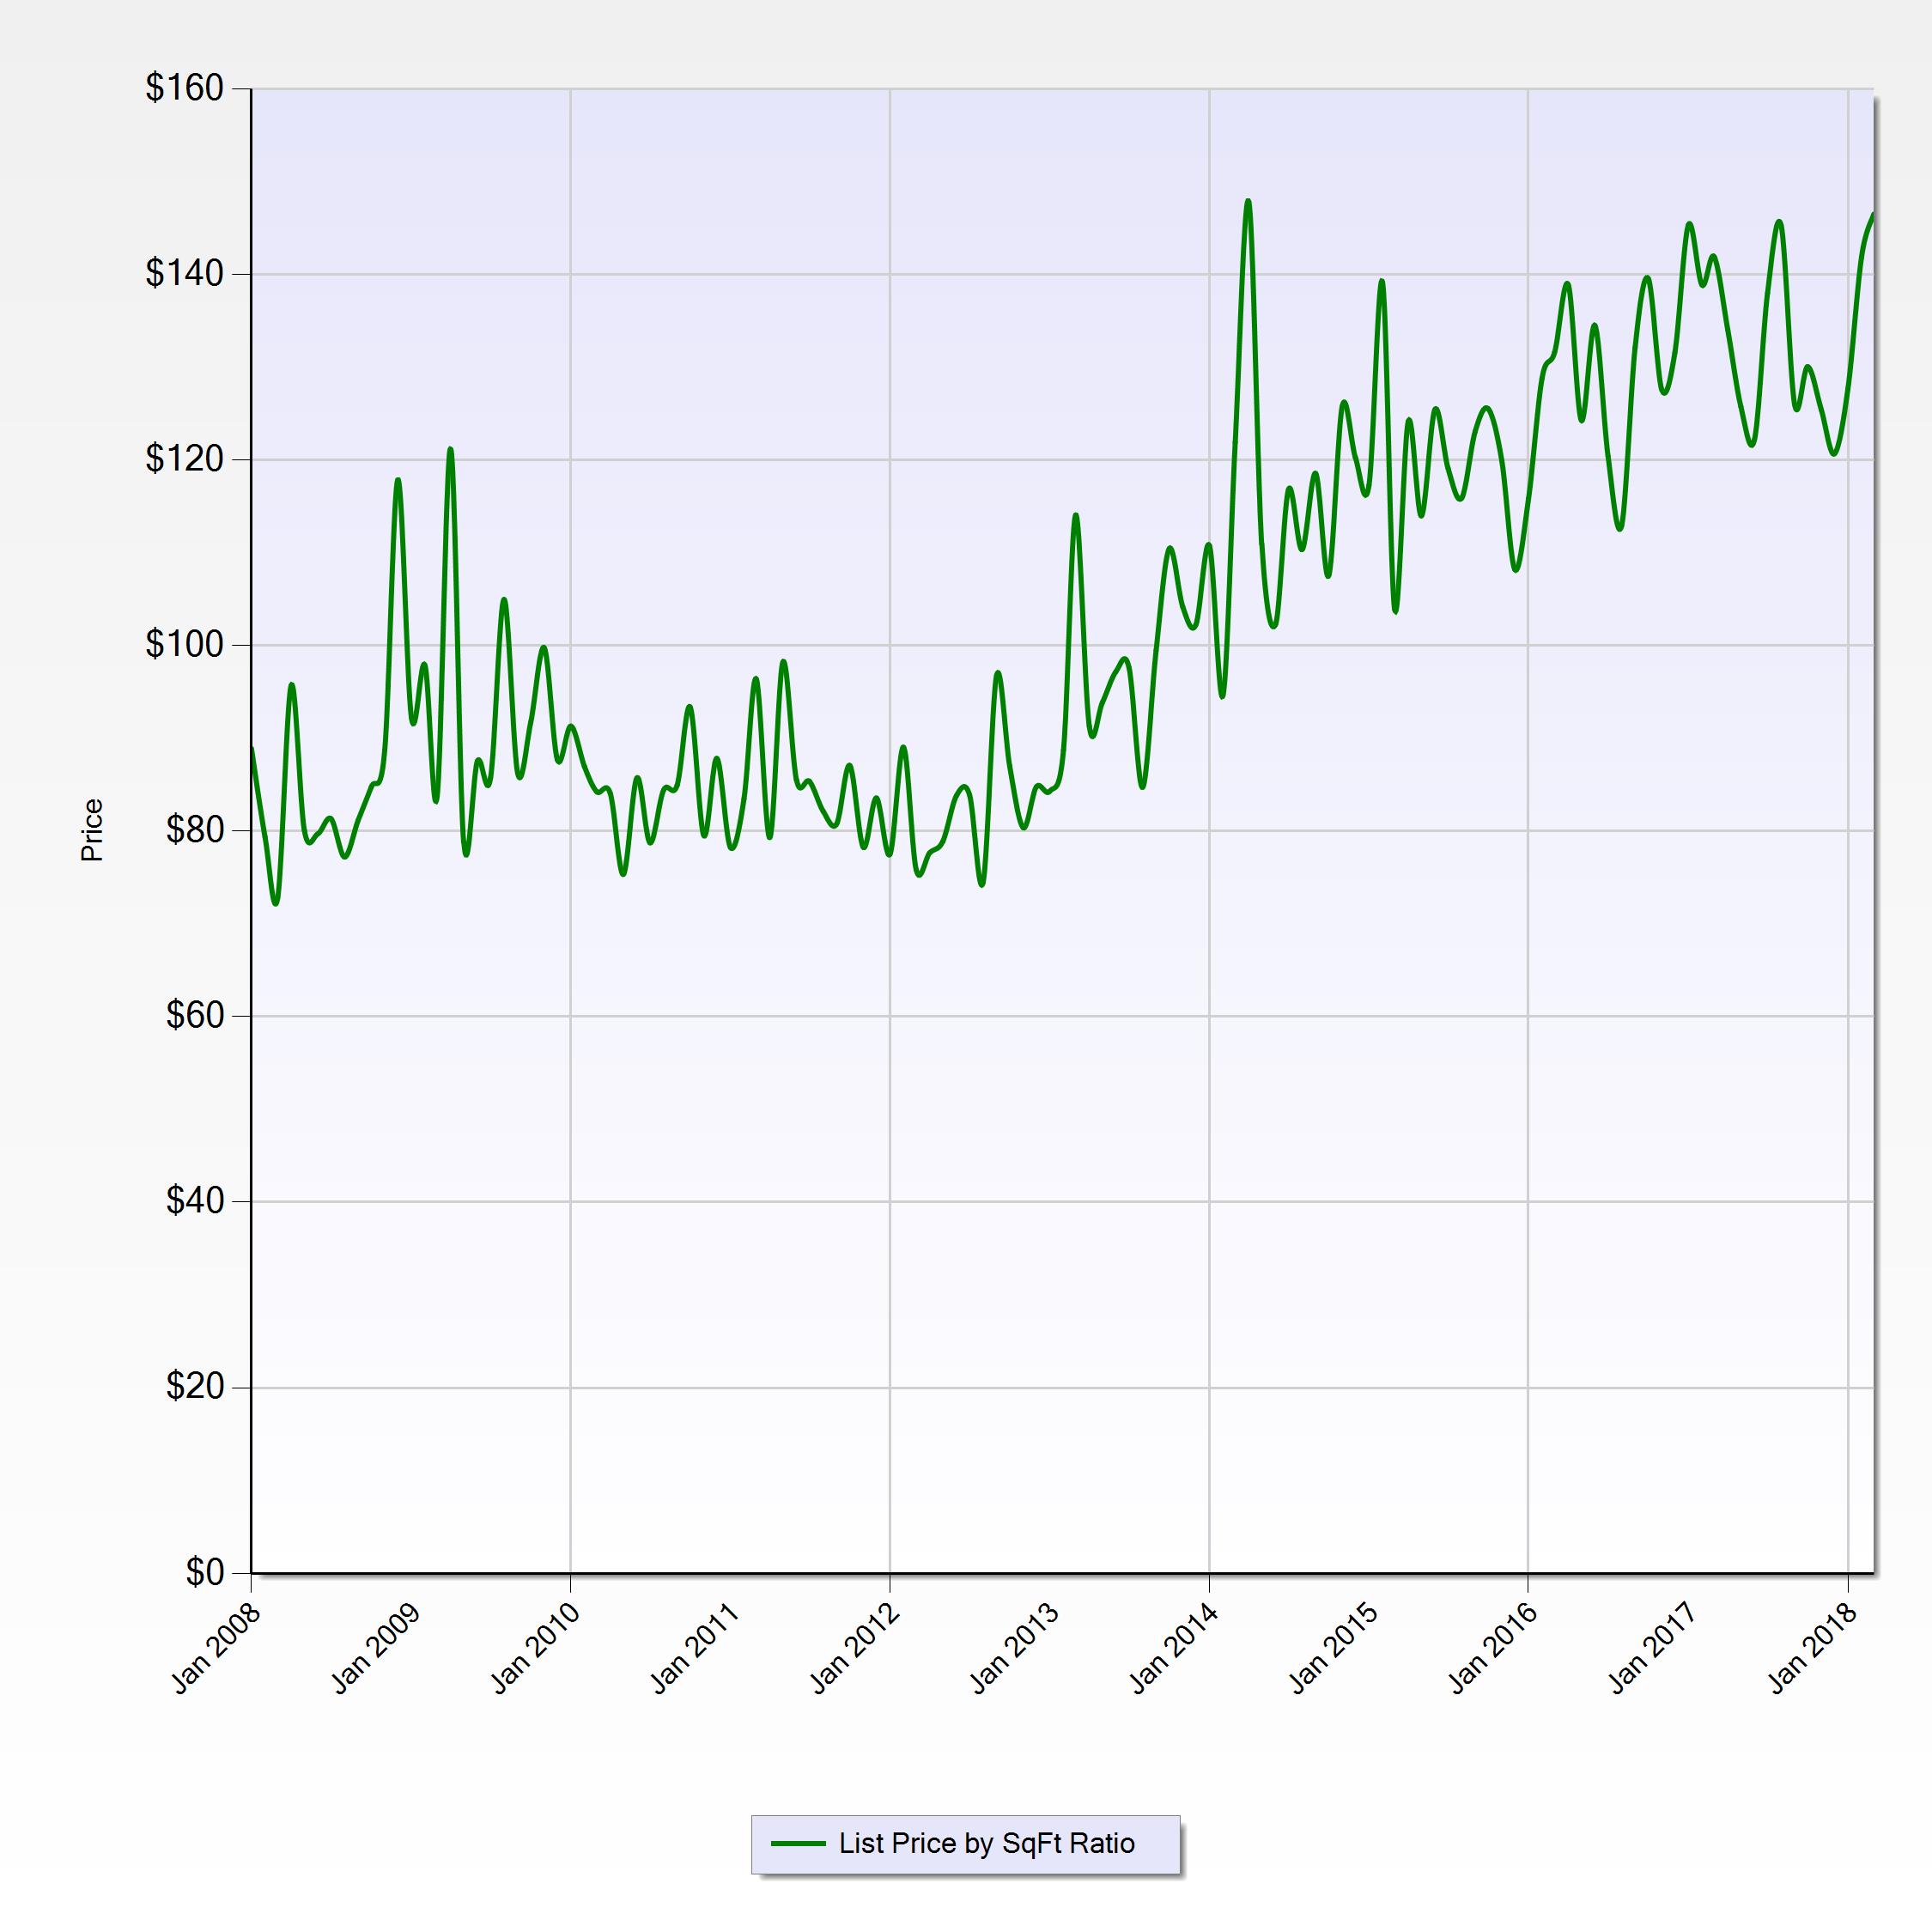 $160
$140
$120
$100
$80
$60
$40
$20
$0
Price
Jan 2008
Jan 2009
Jan 2010
Jan 2011
Jan 2012
Jan 2013
Jan 2014
Jan 2015
Jan 2016
Jan 2017
Jan 2018
List Price by SqFt Ratio